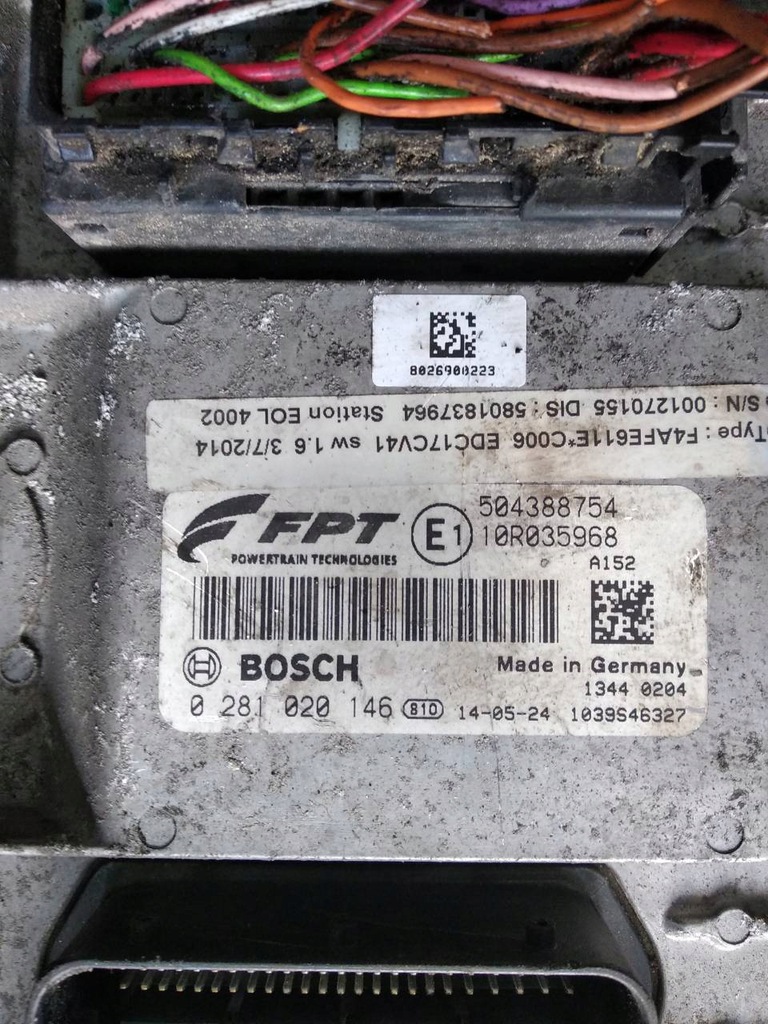 8026900223
Type : F4AFE611E*C006 EDC17CV41 sw 1.6 3/7/2014
S/N : 001270155 DIS : 5801837964 Station EOL 4002
FPT
POWERTRAIN TECHNOLOGIES
E1
504388754
10R035968
A152
BOSCH
Made in Germany
1344 0204
0 281 020 146 810 14-05-24 1039S46327